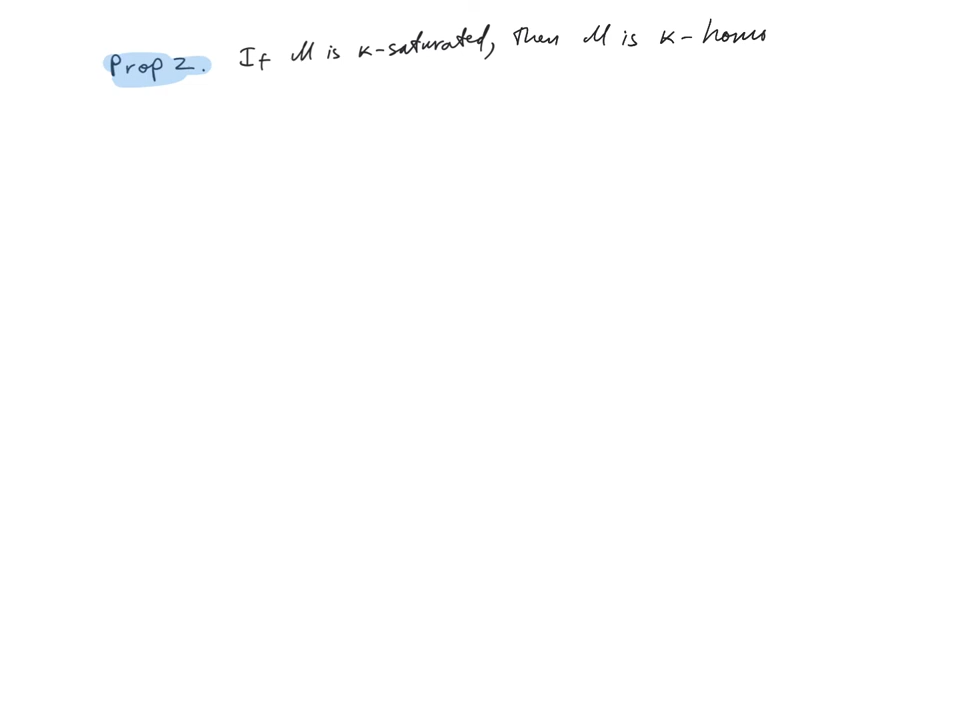 Prop 2. If M is κ-saturated, then M is κ-homo